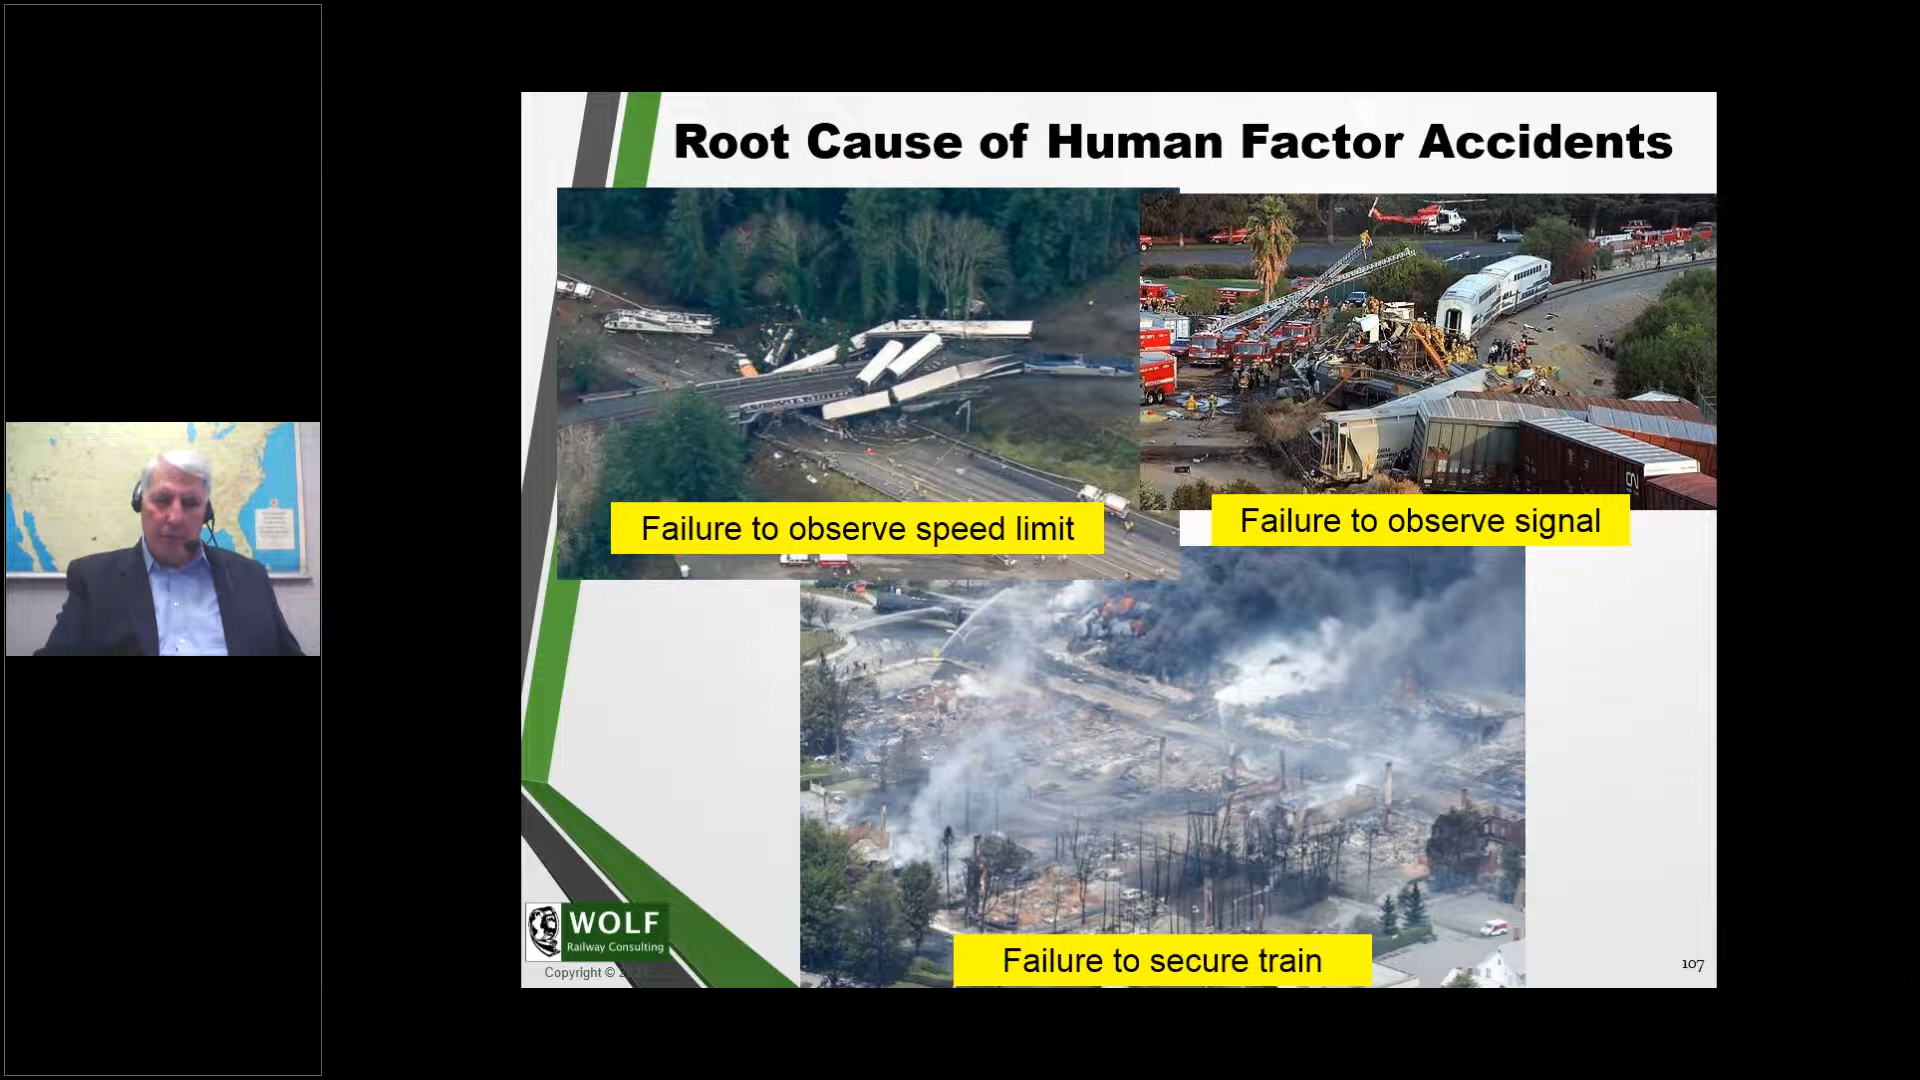 Root Cause of Human Factor Accidents
Failure to observe speed limit
Failure to observe signal
Failure to secure train
WOLF
Railway Consulting
Copyright ©
107